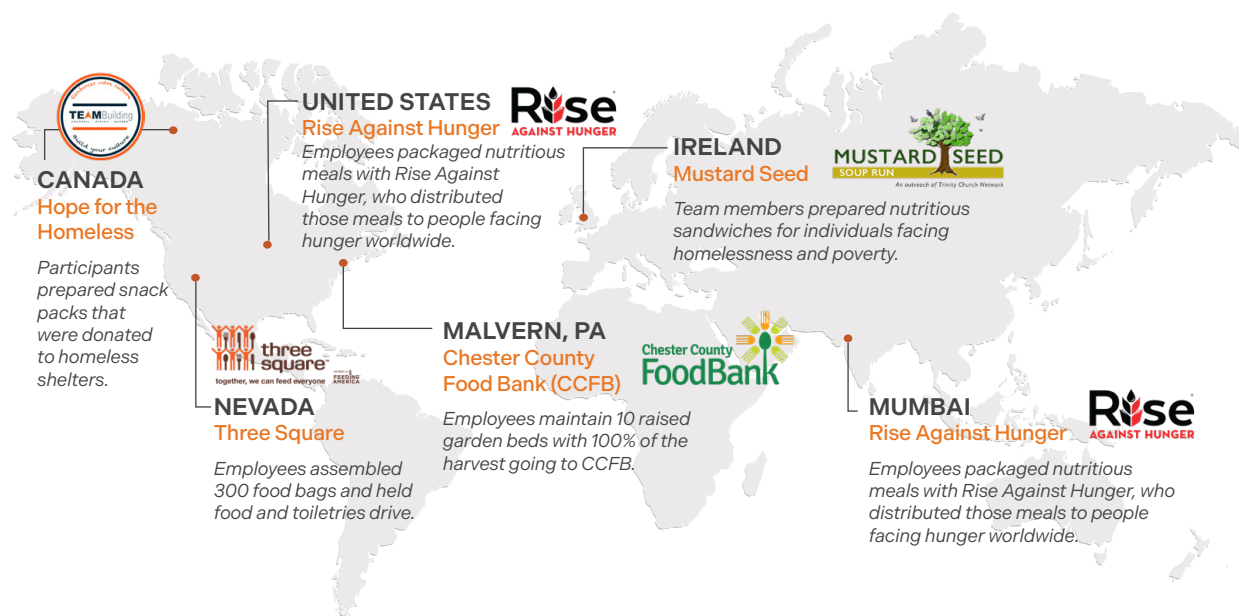 Renforcer votre culture
TEAMBuilding
Build your culture
CANADA
Hope for the
Homeless
Participants
prepared snack
packs that
were donated
to homeless
shelters.
UNITED STATES
Rise Against Hunger
Employees packaged nutritious
meals with Rise Against
Hunger, who distributed
those meals to people facing
hunger worldwide.
Rise
AGAINST HUNGER
IRELAND
Mustard Seed
Team members prepared nutritious
sandwiches for individuals facing
homelessness and poverty.
MUSTARD SEED
SOUP RUN
An outreach of Trinity Church Network
three
square
together, we can feed everyone
FEEDING
AMERICA
NEVADA
Three Square
Employees assembled
300 food bags and held
food and toiletries drive.
MALVERN, PA
Chester County
Food Bank (CCFB)
Employees maintain 10 raised
garden beds with 100% of the
harvest going to CCFB.
Chester County
FoodBank
MUMBAI
Rise Against Hunger
Employees packaged nutritious
meals with Rise Against Hunger, who
distributed those meals to people
facing hunger worldwide.
Rise
AGAINST HUNGER